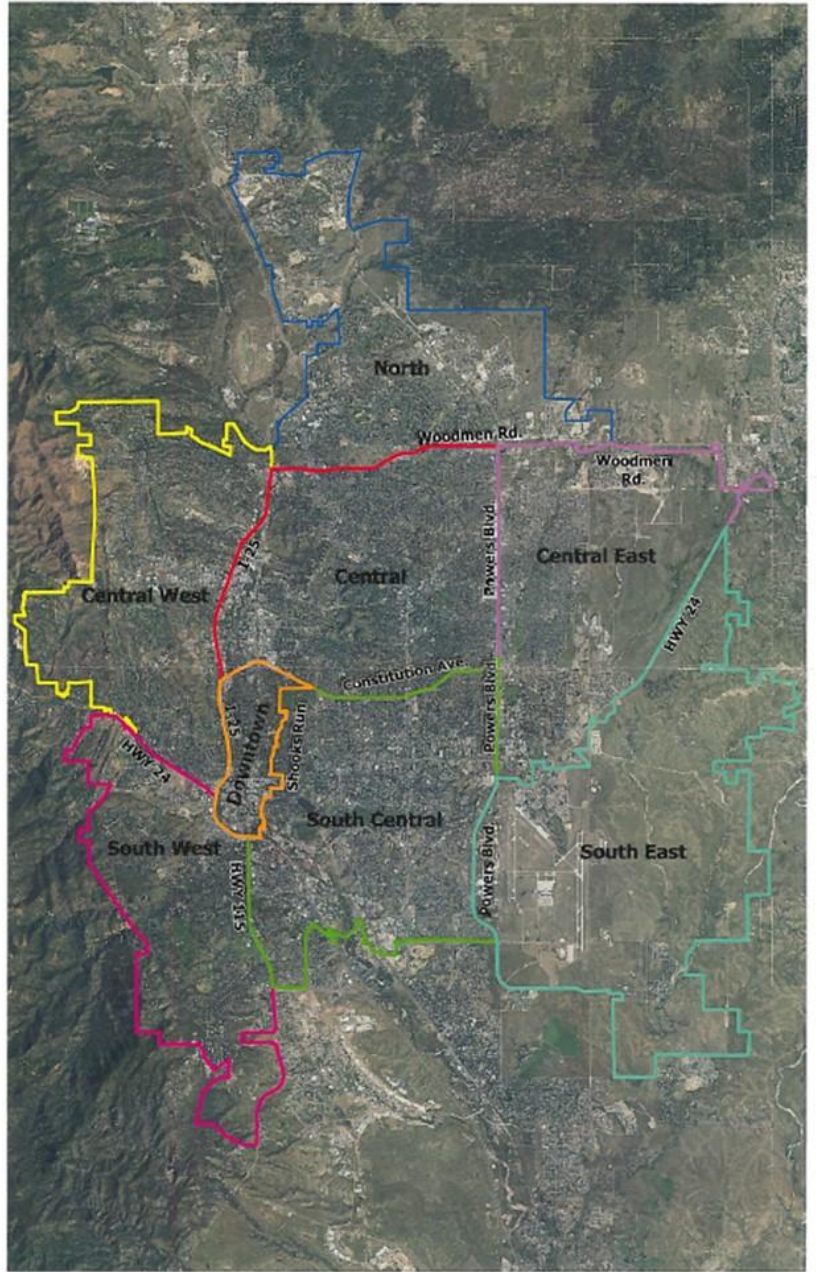 North
Woodmen Rd.
Woodmen
Rd.
Powers Blvd
Central East
I-25
Central
Central West
HWY 24
Constitution Ave.
Powers Blvd.
I-25
Downtown
Shooks Run
HWY 24
South Central
South West
South East
Powers Blvd
HWY 115